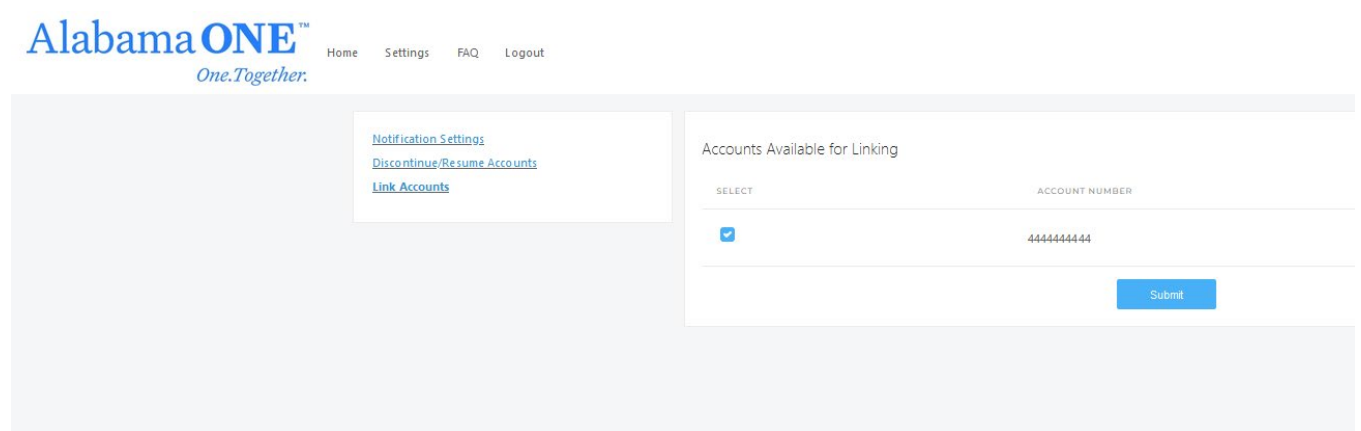 Alabama ONE™
One.Together.
Home Settings FAQ Logout
Notification Settings
Discontinue/Resume Accounts
Link Accounts
Accounts Available for Linking
SELECT ACCOUNT NUMBER
4444444444
Submit